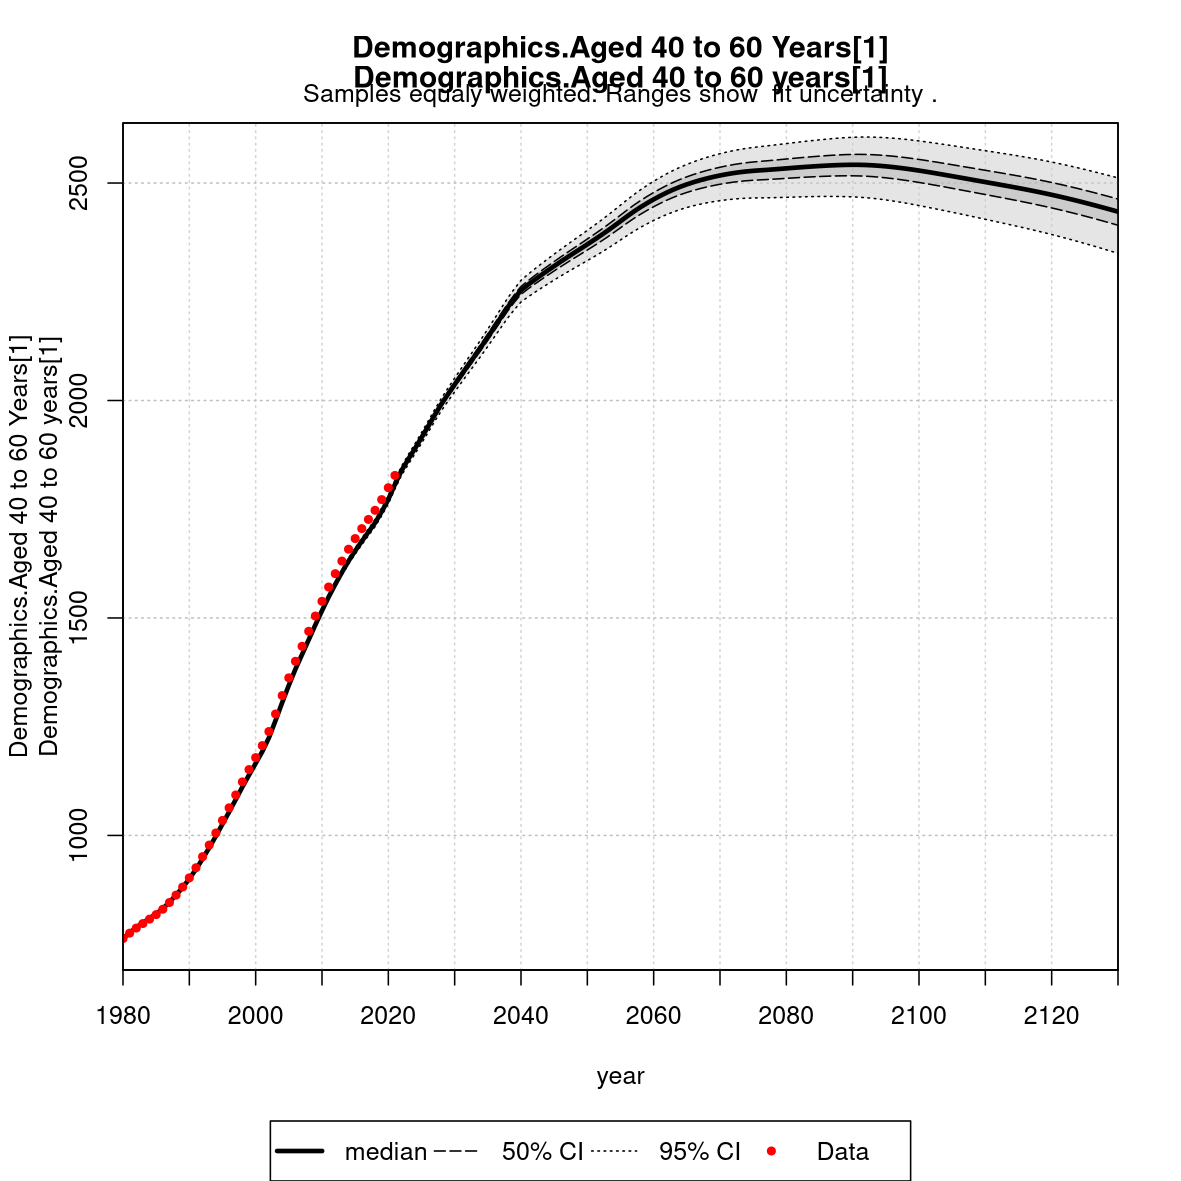 Demographics.Aged 40 to 60 Years[1]
Demographics.Aged 40 to 60 years[1]
Samples equaly weighted. Ranges show  fit uncertainty .
Demographics.Aged 40 to 60 Years[1]
Demographics.Aged 40 to 60 years[1]
2500
2000
1500
1000
1980 2000 2020 2040 2060 2080 2100 2120
year
median 50% CI 95% CI Data